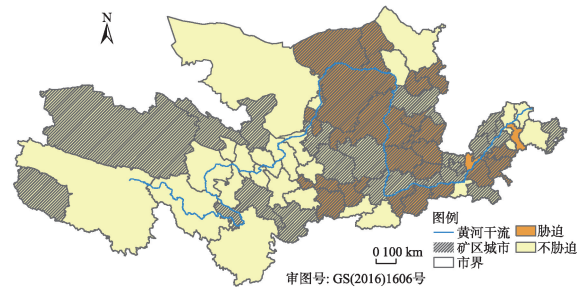 N
图例
黄河干流 胁迫
矿区城市 不胁迫
市界
0 100 km
审图号: GS(2016)1606号